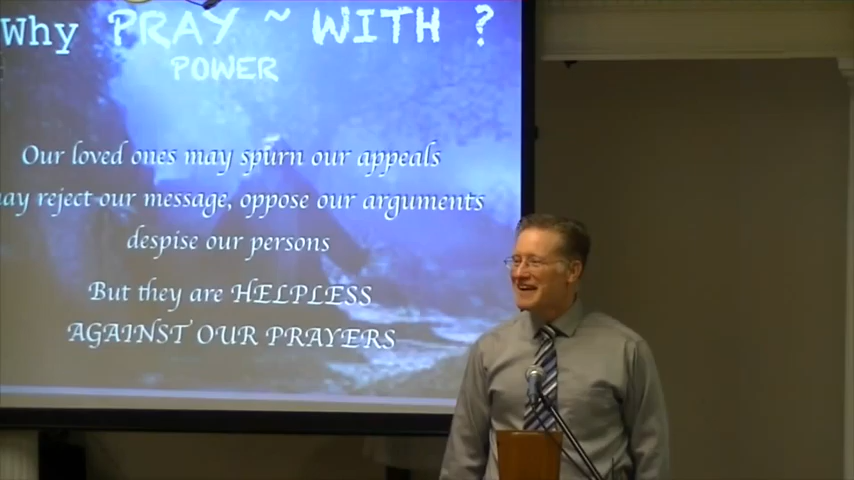 Why PRAY ~ WITH ?
POWER
Our loved ones may spurn our appeals
ay reject our message, oppose our arguments
despise our persons
But they are HELPLESS
AGAINST OUR PRAYERS